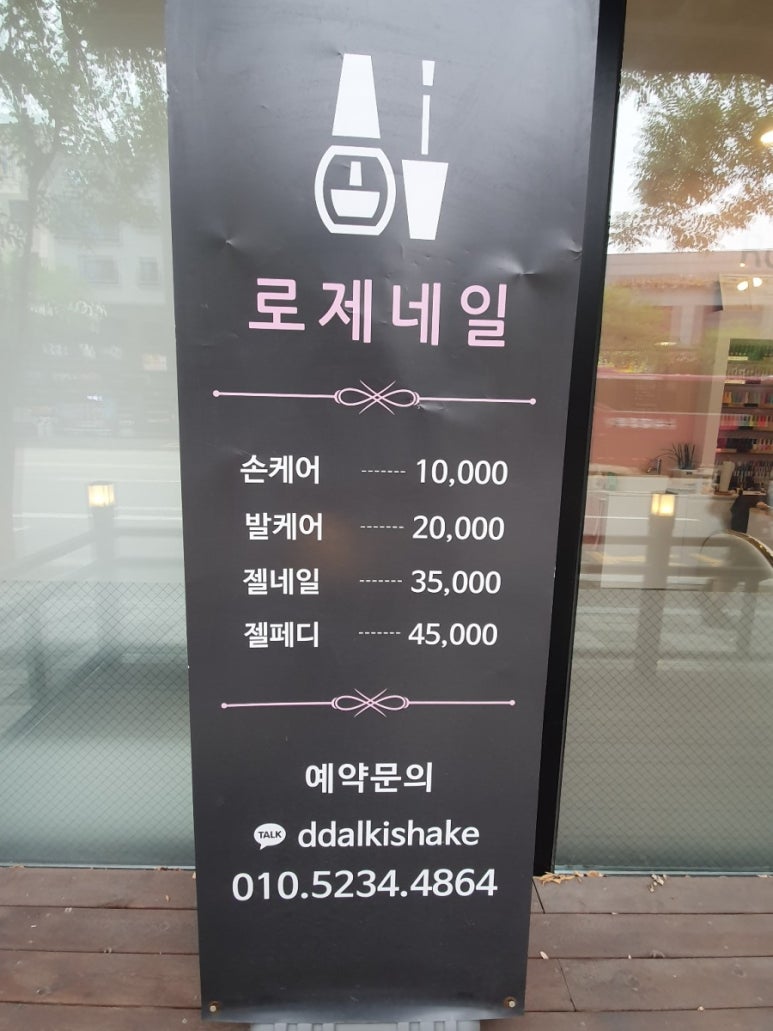 로제네일
손케어 ------- 10,000
발케어 ------- 20,000
젤네일 ------- 35,000
젤페디 ------- 45,000
예약문의
TALK ddalkishake
010.5234.4864